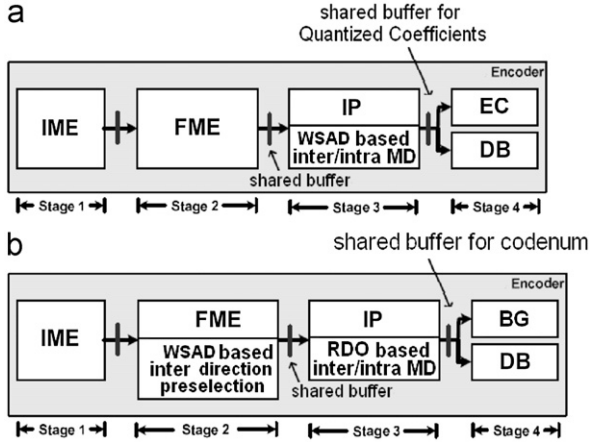 a
shared buffer for
Quantized Coefficients
Encoder
IME
FME
IP
WSAD based
inter/intra MD
EC
DB
shared buffer
Stage 1
Stage 2
Stage 3
Stage 4
b
shared buffer for codenum
Encoder
IME
FME
WSAD based
inter direction
preselection
IP
RDO based
inter/intra MD
BG
DB
shared buffer
Stage 1
Stage 2
Stage 3
Stage 4